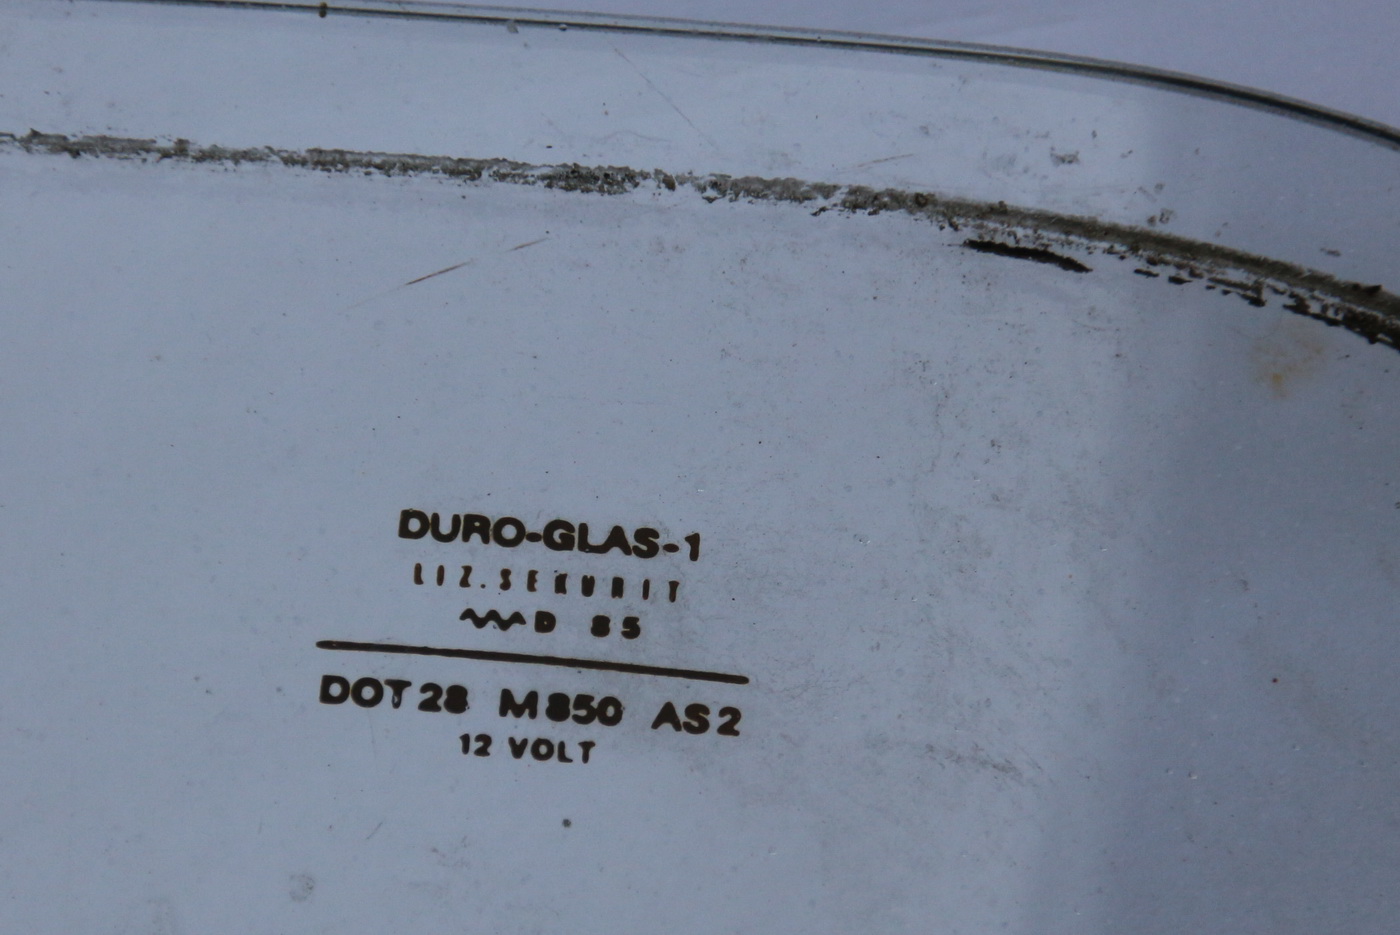 DURO-GLAS-1
LIZ. SEKURIT
D 85
DOT 28 M850 AS2
12 VOLT